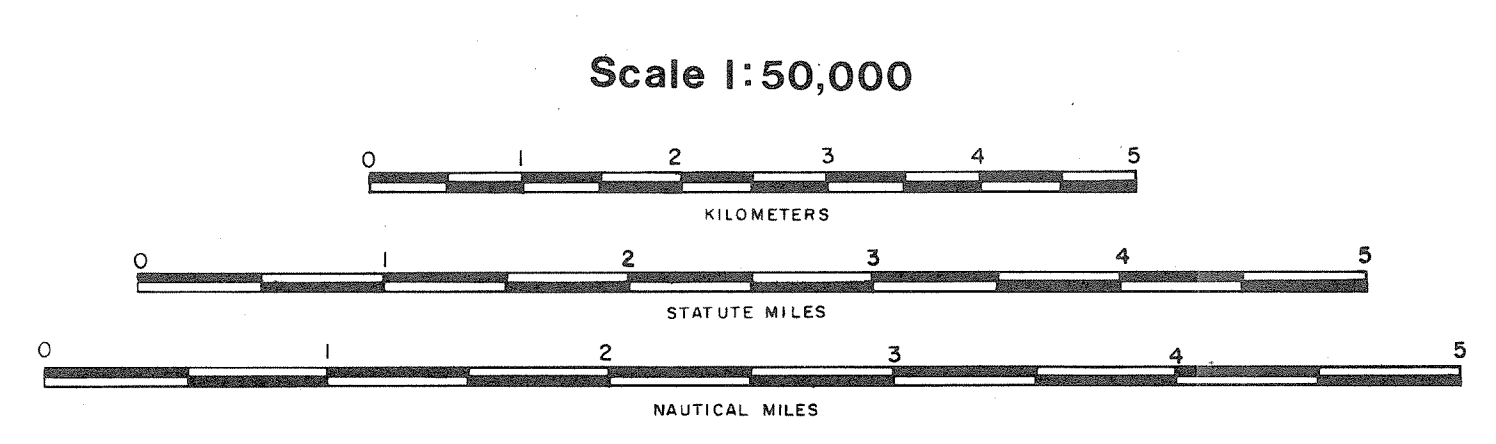 Scale 1:50,000
0 1 2 3 4 5
KILOMETERS
0 1 2 3 4 5
STATUTE MILES
0 1 2 3 4 5
NAUTICAL MILES